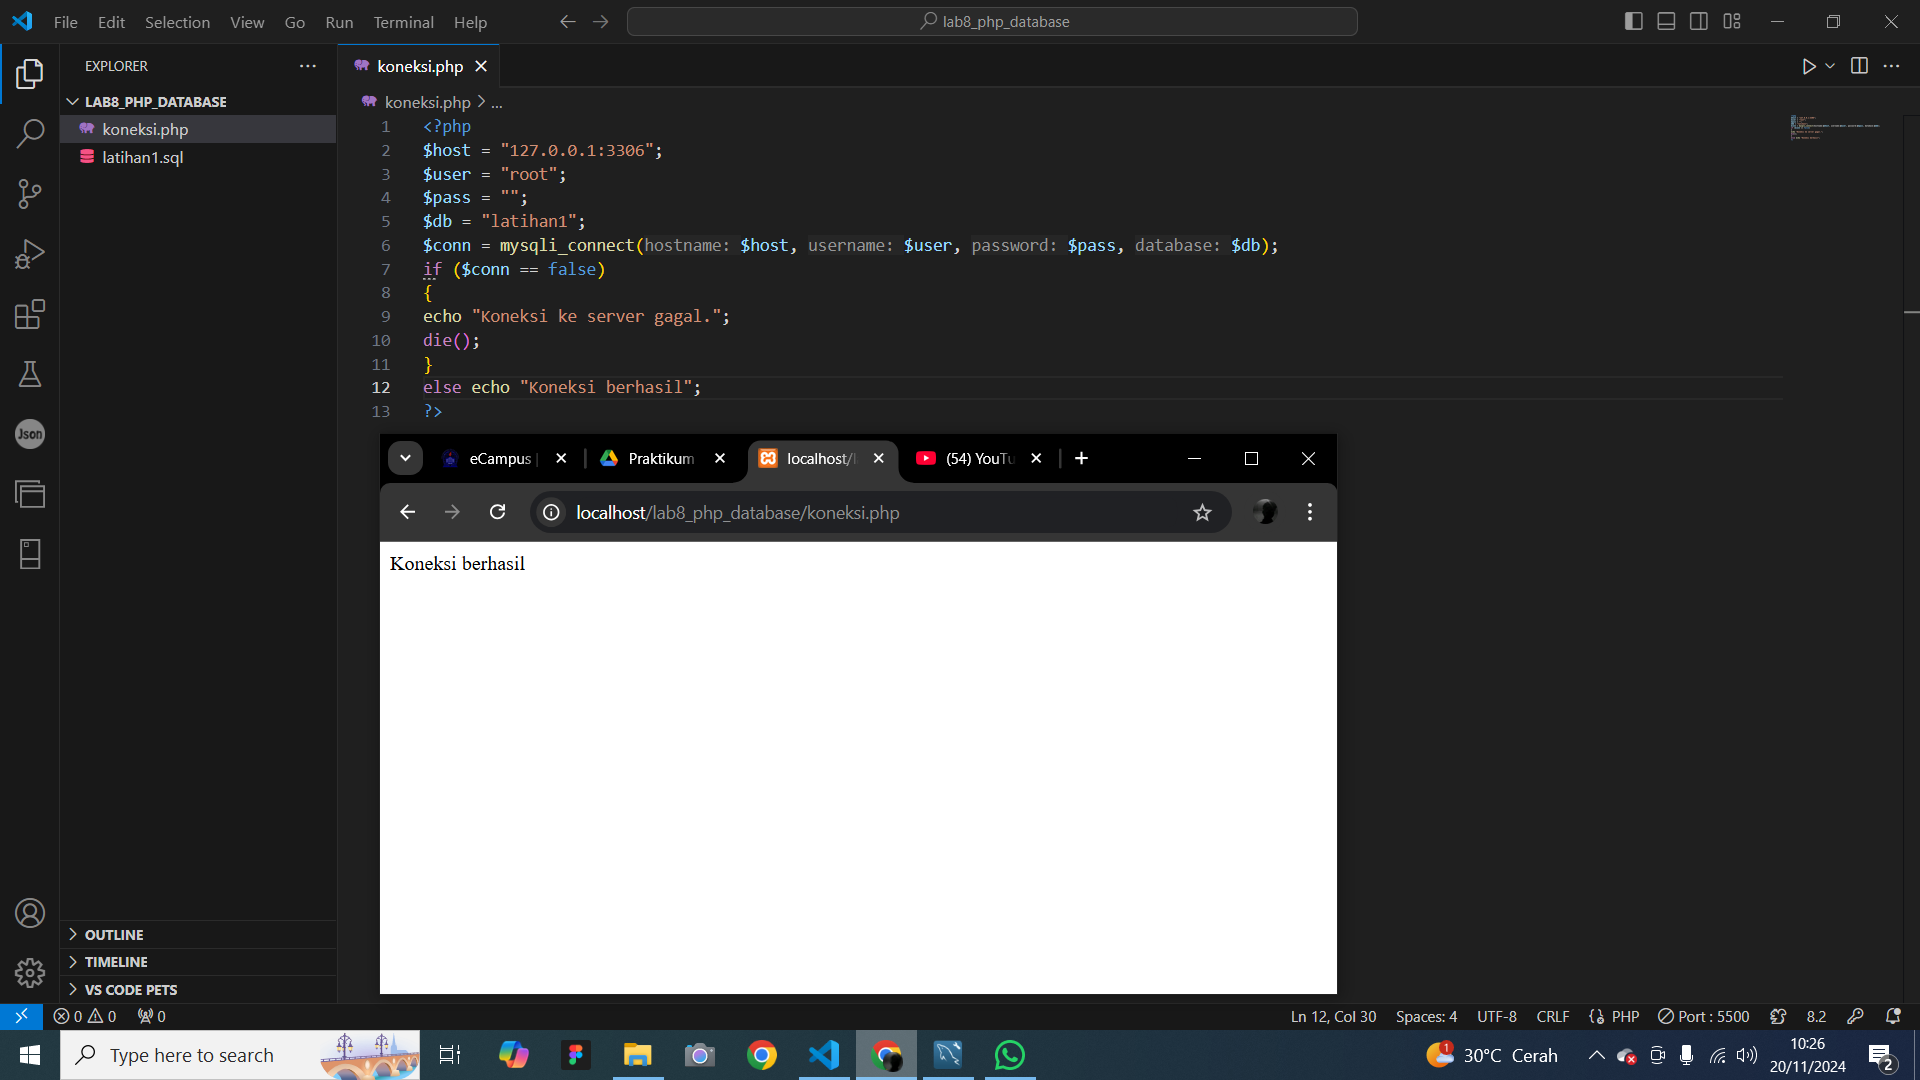 File Edit Selection View Go Run Terminal Help
lab8_php_database
EXPLORER
LAB8_PHP_DATABASE
koneksi.php
latihan1.sql
OUTLINE
TIMELINE
VS CODE PETS
koneksi.php
koneksi.php > ...
1 <?php
2 $host = "127.0.0.1:3306";
3 $user = "root";
4 $pass = "";
5 $db = "latihan1";
6 $conn = mysqli_connect(hostname: $host, username: $user, password: $pass, database: $db);
7 if ($conn == false)
8 {
9 echo "Koneksi ke server gagal.";
10 die();
11 }
12 else echo "Koneksi berhasil";
13 ?>
eCampus | Praktikum localhost/l (54) YouTu
localhost/lab8_php_database/koneksi.php
Koneksi berhasil
0 0 0 Ln 12, Col 30 Spaces: 4 UTF-8 CRLF PHP Port : 5500 8.2
Json
Type here to search
1 30°C Cerah
10:26
20/11/2024
2